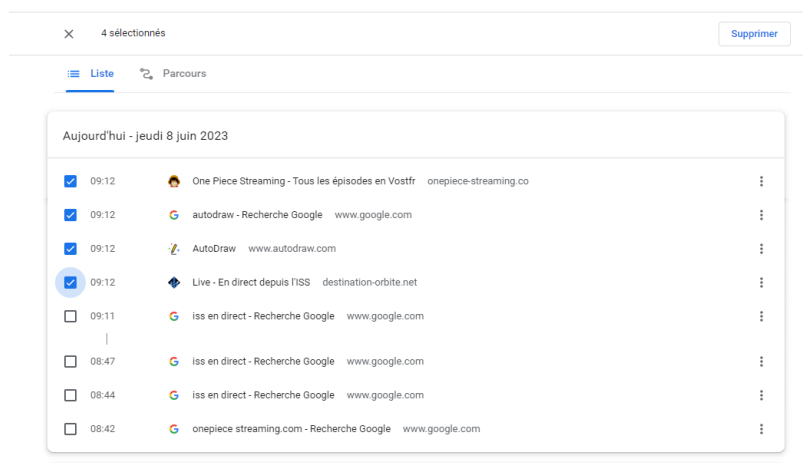 4 sélectionnés Supprimer
Liste Parcours
Aujourd'hui - jeudi 8 juin 2023
09:12 One Piece Streaming - Tous les épisodes en Vostfr onepiece-streaming.co
09:12 autodraw - Recherche Google www.google.com
09:12 AutoDraw www.autodraw.com
09:12 Live - En direct depuis l'ISS destination-orbite.net
09:11 iss en direct - Recherche Google www.google.com
08:47 iss en direct - Recherche Google www.google.com
08:44 iss en direct - Recherche Google www.google.com
08:42 onepiece streaming.com - Recherche Google www.google.com